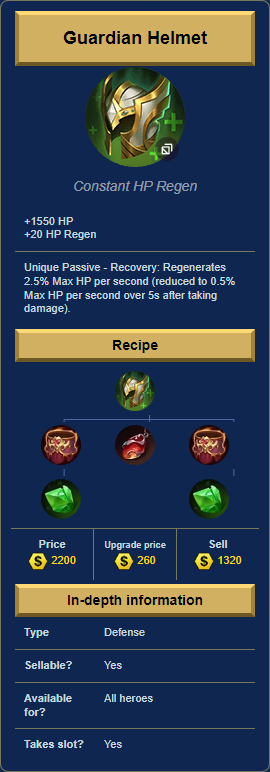 Guardian Helmet
Constant HP Regen
+1550 HP
+20 HP Regen
Unique Passive - Recovery: Regenerates
2.5% Max HP per second (reduced to 0.5%
Max HP per second over 5s after taking
damage).
Recipe
Price
2200
Upgrade price
260
Sell
1320
In-depth information
Type Defense
Sellable? Yes
Available All heroes
for?
Takes slot? Yes